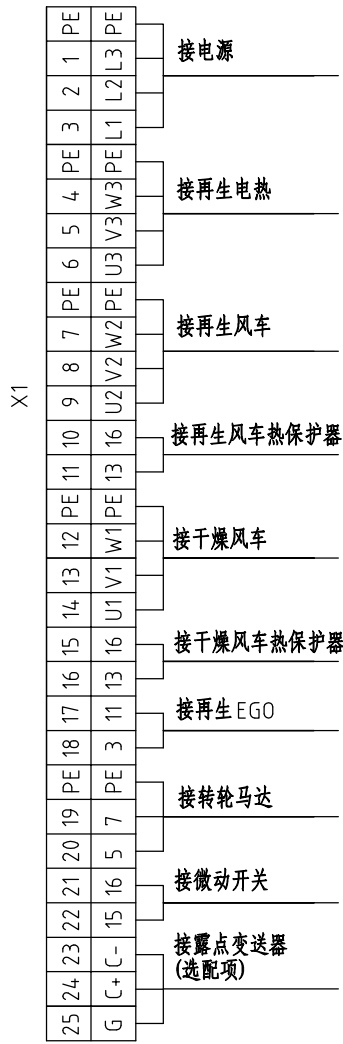 X1
PE PE
1 L3
2 L2
3 L1
接电源
PE PE
4 W3
5 V3
6 U3
接再生电热
PE PE
7 W2
8 V2
9 U2
接再生风车
10 16
11 13
接再生风车热保护器
PE PE
12 W1
13 V1
14 U1
接干燥风车
15 16
16 13
接干燥风车热保护器
17 11
18 3
接再生EGO
PE PE
19 7
20 5
接转轮马达
21 16
22 15
接微动开关
23 C-
24 C+
25 G
接露点变送器
(选配项)